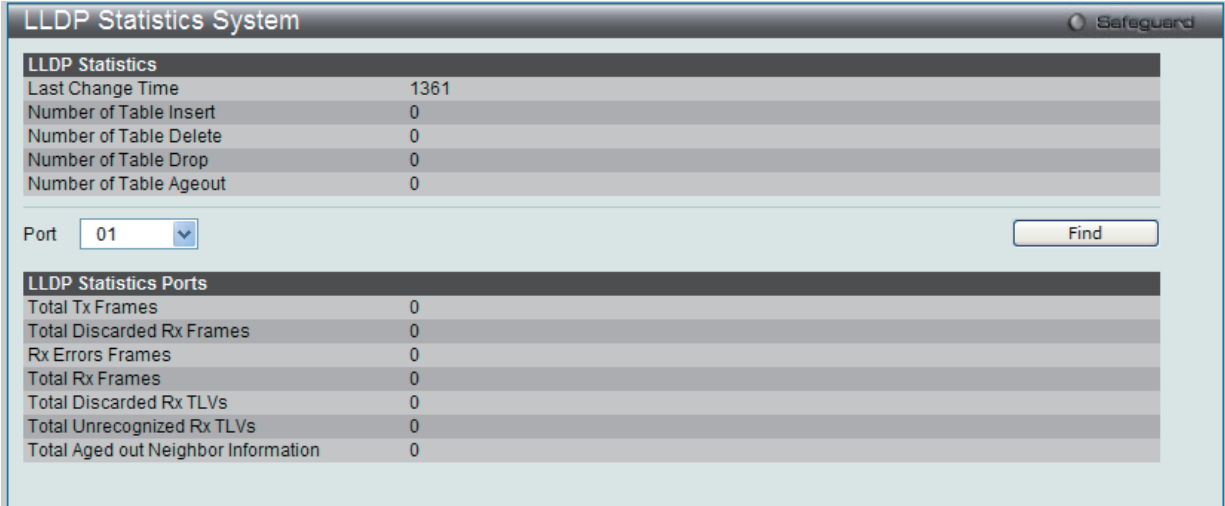 LLDP Statistics System
Safeguard
LLDP Statistics
Last Change Time 1361
Number of Table Insert 0
Number of Table Delete 0
Number of Table Drop 0
Number of Table Ageout 0
Port 01 Find
LLDP Statistics Ports
Total Tx Frames 0
Total Discarded Rx Frames 0
Rx Errors Frames 0
Total Rx Frames 0
Total Discarded Rx TLVs 0
Total Unrecognized Rx TLVs 0
Total Aged out Neighbor Information 0